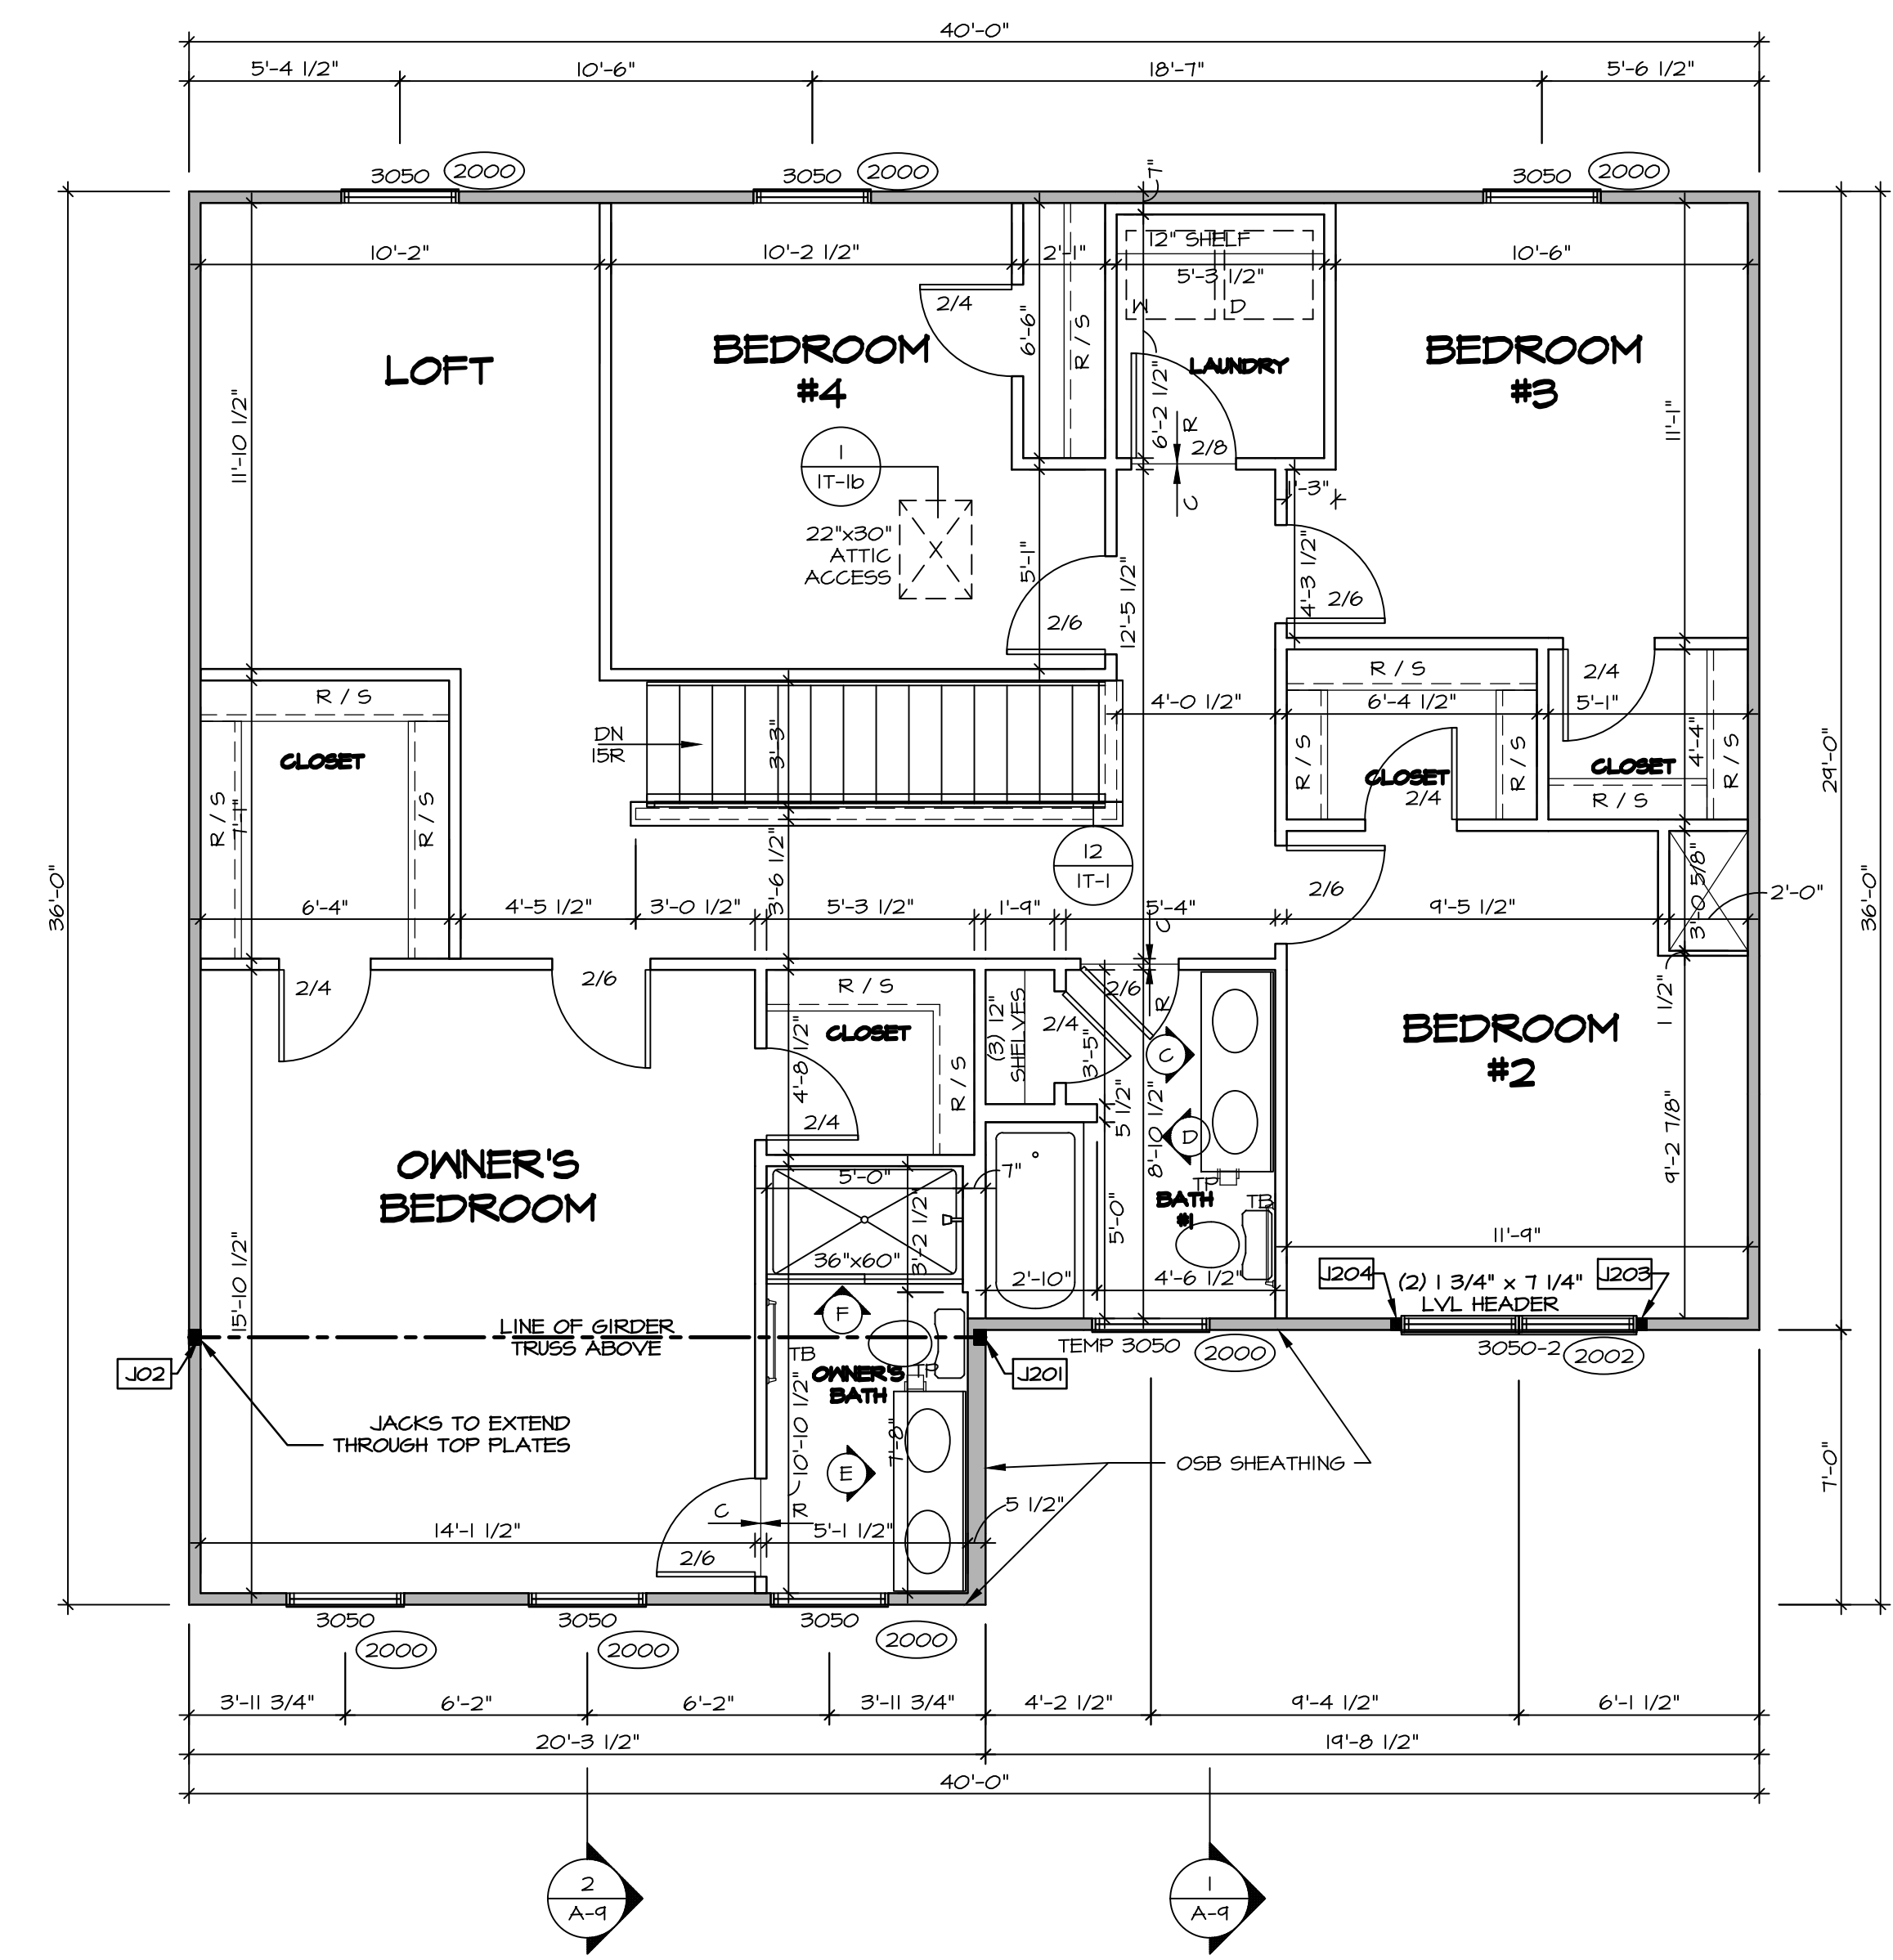 40'-0"
5'-4 1/2" 10'-6" 18'-7" 5'-6 1/2"
3050 2000 3050 2000 7" 3050 2000
12" SHELF
10'-2" 10'-2 1/2" 2'-1" 5'-3 1/2" 10'-6"
2/4 W D
6'-6" R / S
LOFT
BEDROOM
#4
LAUNDRY
BEDROOM
#3
11'-10 1/2"
6'-2 1/2"
11'-1"
R
2/8
C
1
1T-1b
1'-3"
22"x30"
ATTIC
ACCESS
X
5'-1"
12'-5 1/2"
4'-3 1/2"
2/6
2/6
R / S
R / S
2/4
4'-0 1/2" 6'-4 1/2" 5'-1"
DN
15R
3'-3"
CLOSET
R / S
7'-1"
R / S
R / S
CLOSET
2/4
R / S
CLOSET
4'-4"
R / S
R / S
29'-0"
36'-0"
36'-0"
12
1T-1
3'-6 1/2"
2/6
3'-0 5/8"
2'-0"
6'-4" 4'-5 1/2" 3'-0 1/2" 5'-3 1/2" 1'-9" 5'-4" 9'-5 1/2"
C
2/4
2/6
R / S
2/6
R
1 1/2"
CLOSET
4'-8 1/2"
R / S
2/4
(3) 12"
SHELVES
2/4
3'-5"
C
5 1/2"
8'-10 1/2"
D
BEDROOM
#2
9'-2 7/8"
OWNER'S
BEDROOM
5'-0"
7"
TP
TB
BATH
#1
5'-0"
3'-2 1/2"
36"x60"
15'-10 1/2"
11'-9"
2'-10" 4'-6 1/2"
J204
(2) 1 3/4" x 7 1/4"
LVL HEADER
J203
F
LINE OF GIRDER
TRUSS ABOVE
TB
TP
OWNER'S
BATH
J02
J201
TEMP 3050 2000
3050-2 2002
JACKS TO EXTEND
THROUGH TOP PLATES
10'-10 1/2"
7'-8"
E
OSB SHEATHING
7'-0"
C R
5 1/2"
14'-1 1/2" 5'-1 1/2"
2/6
3050 2000 3050 2000 3050 2000
3'-11 3/4" 6'-2" 6'-2" 3'-11 3/4" 4'-2 1/2" 9'-4 1/2" 6'-1 1/2"
20'-3 1/2" 19'-8 1/2"
40'-0"
2
A-9
1
A-9